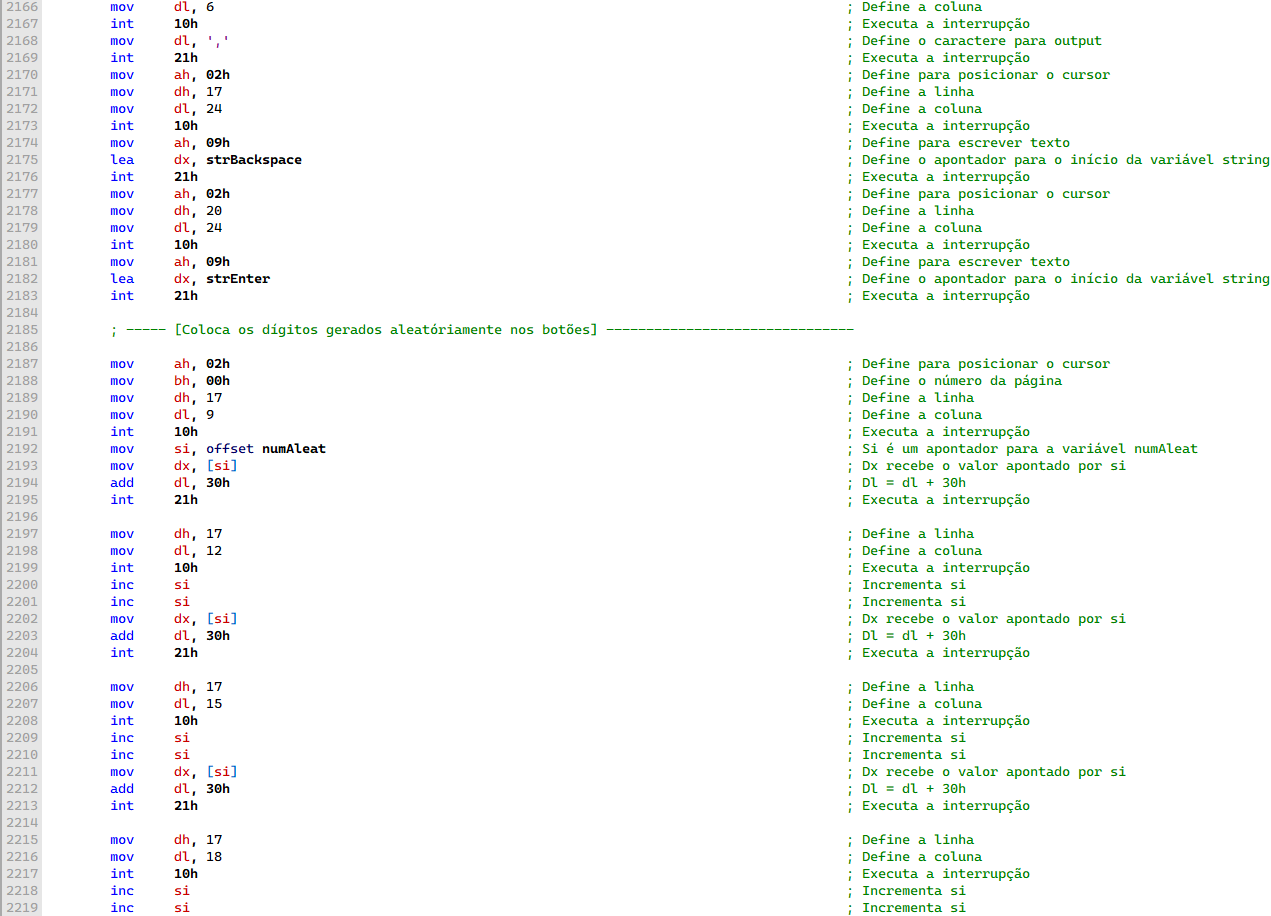 2166 mov dl, 6 ; Define a coluna
2167 int 10h ; Executa a interrupção
2168 mov dl, ',' ; Define o caractere para output
2169 int 21h ; Executa a interrupção
2170 mov ah, 02h ; Define para posicionar o cursor
2171 mov dh, 17 ; Define a linha
2172 mov dl, 24 ; Define a coluna
2173 int 10h ; Executa a interrupção
2174 mov ah, 09h ; Define para escrever texto
2175 lea dx, strBackspace ; Define o apontador para o início da variável string
2176 int 21h ; Executa a interrupção
2177 mov ah, 02h ; Define para posicionar o cursor
2178 mov dh, 20 ; Define a linha
2179 mov dl, 24 ; Define a coluna
2180 int 10h ; Executa a interrupção
2181 mov ah, 09h ; Define para escrever texto
2182 lea dx, strEnter ; Define o apontador para o início da variável string
2183 int 21h ; Executa a interrupção
2184
2185 ; ----- [Coloca os dígitos gerados aleatóriamente nos botões] -------------------------------
2186
2187 mov ah, 02h ; Define para posicionar o cursor
2188 mov bh, 00h ; Define o número da página
2189 mov dh, 17 ; Define a linha
2190 mov dl, 9 ; Define a coluna
2191 int 10h ; Executa a interrupção
2192 mov si, offset numAleat ; Si é um apontador para a variável numAleat
2193 mov dx, [si] ; Dx recebe o valor apontado por si
2194 add dl, 30h ; Dl = dl + 30h
2195 int 21h ; Executa a interrupção
2196
2197 mov dh, 17 ; Define a linha
2198 mov dl, 12 ; Define a coluna
2199 int 10h ; Executa a interrupção
2200 inc si ; Incrementa si
2201 inc si ; Incrementa si
2202 mov dx, [si] ; Dx recebe o valor apontado por si
2203 add dl, 30h ; Dl = dl + 30h
2204 int 21h ; Executa a interrupção
2205
2206 mov dh, 17 ; Define a linha
2207 mov dl, 15 ; Define a coluna
2208 int 10h ; Executa a interrupção
2209 inc si ; Incrementa si
2210 inc si ; Incrementa si
2211 mov dx, [si] ; Dx recebe o valor apontado por si
2212 add dl, 30h ; Dl = dl + 30h
2213 int 21h ; Executa a interrupção
2214
2215 mov dh, 17 ; Define a linha
2216 mov dl, 18 ; Define a coluna
2217 int 10h ; Executa a interrupção
2218 inc si ; Incrementa si
2219 inc si ; Incrementa si